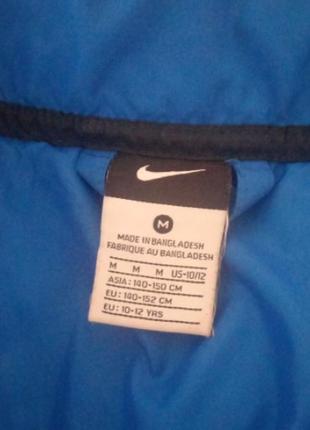 M
MADE IN BANGLADESH
FABRIQUE AU BANGLADESH
M M M US-10/12
ASIA: 140-150 CM
EU: 140-152 CM
EU: 10-12 YRS